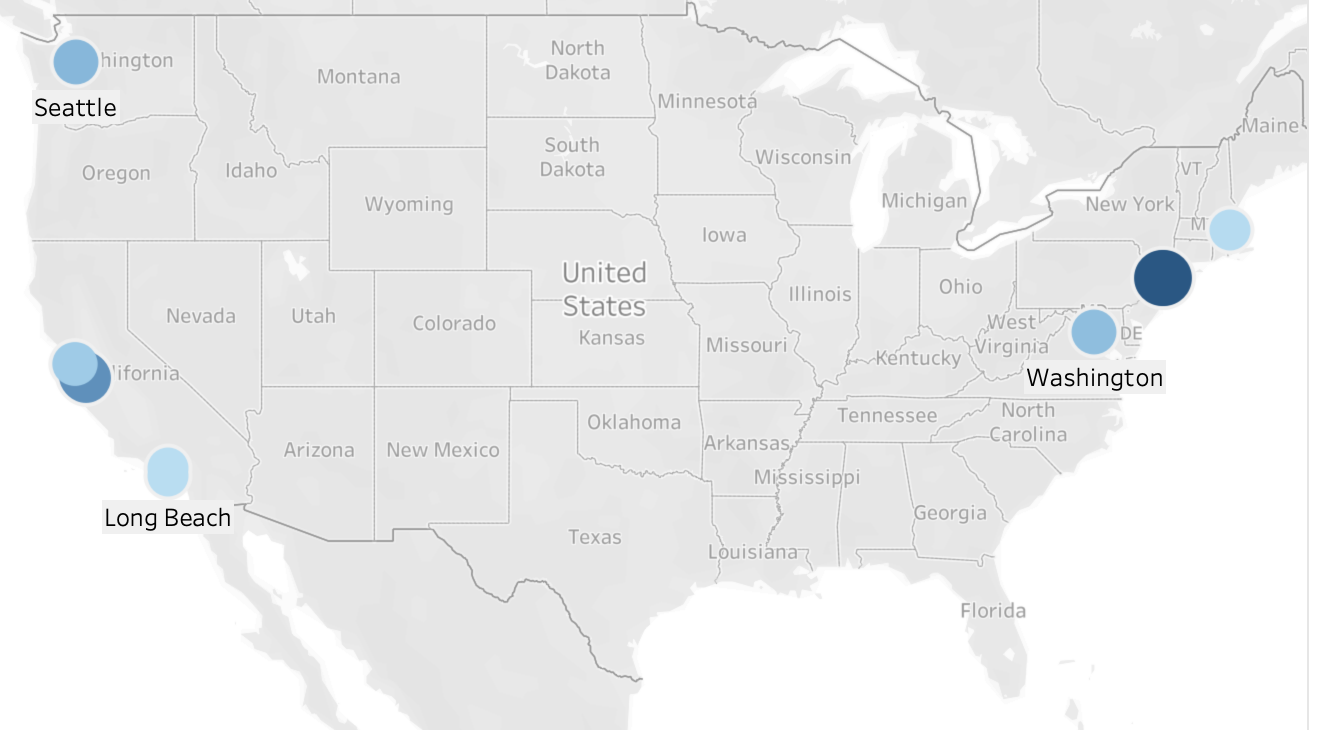 North
Dakota
hington
Montana
Minnesota
Seattle
Maine
South
Dakota
Wisconsin
Oregon
Idaho
VT
Wyoming
Michigan
New York
M
Iowa
United
States
Nevada
Utah
Colorado
Kansas
Illinois
Ohio
West
Virginia
DE
Missouri
Kentucky
lifornia
Washington
Oklahoma
Tennessee
North
Carolina
Arizona
New Mexico
Arkansas
Mississippi
Long Beach
Georgia
Texas
Louisiana
Florida